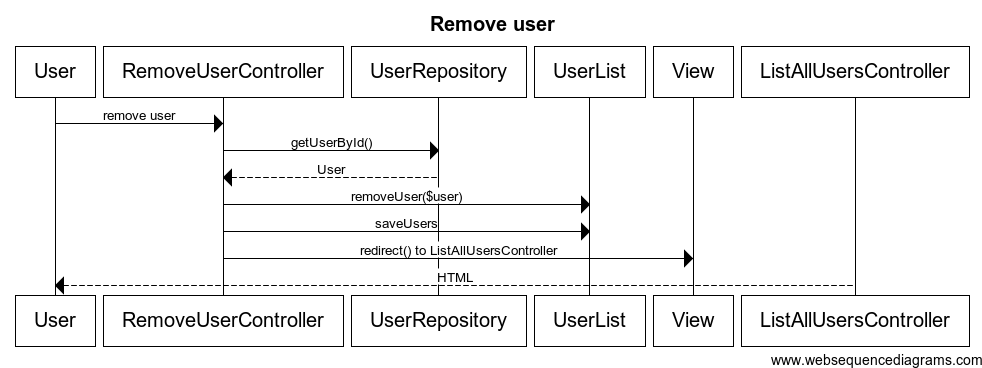 Remove user
User RemoveUserController UserRepository UserList View ListAllUsersController
remove user
getUserById()
User
removeUser($user)
saveUsers
redirect() to ListAllUsersController
HTML
User RemoveUserController UserRepository UserList View ListAllUsersController
www.websequencediagrams.com